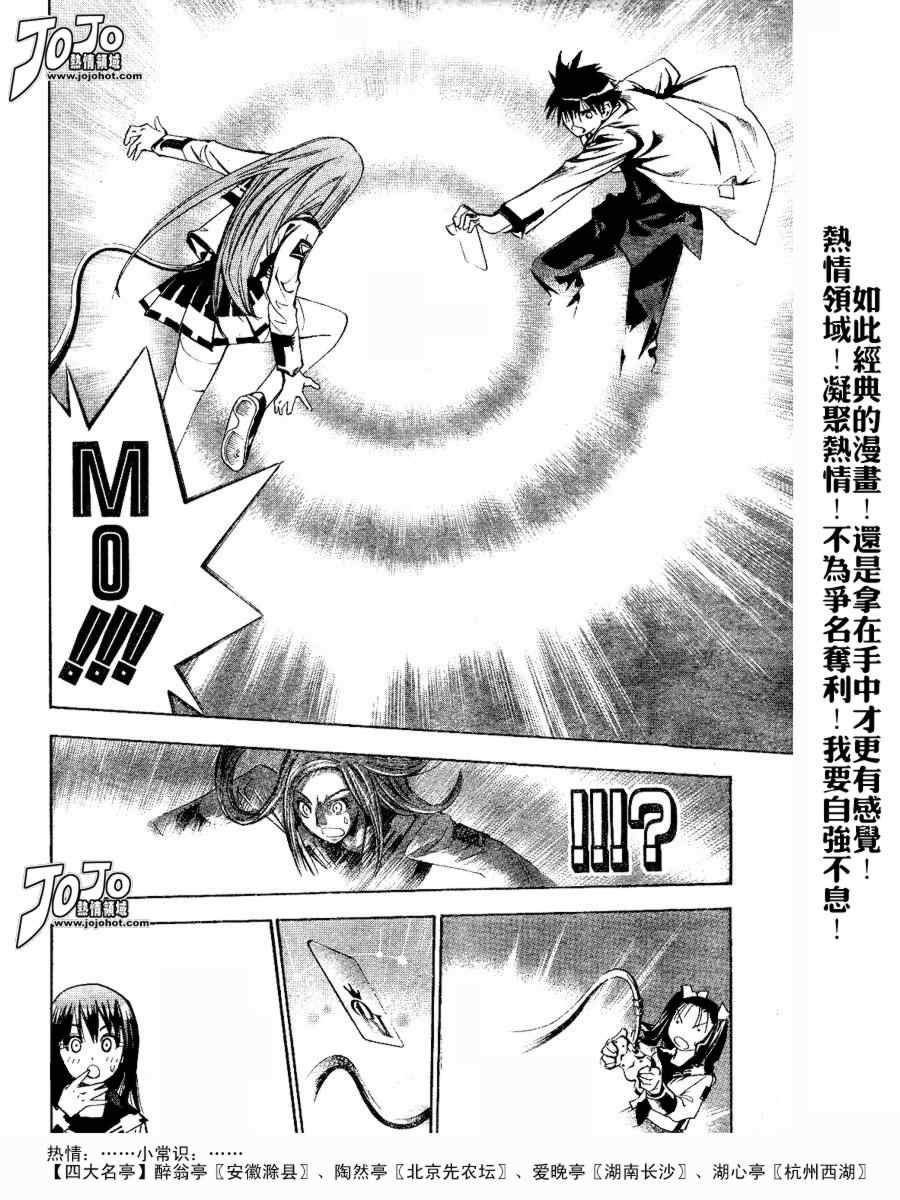 JOJO
熱情領域
www.jojohot.com
如此經典的漫畫！還是拿在手中才更有感覺！
熱情領域！凝聚熱情！不為爭名奪利！我要自強不息！
MO!!!
!!!?
JOJO
熱情領域
www.jojohot.com
热情：……小常识：……
【四大名亭】醉翁亭〖安徽滁县〗、陶然亭〖北京先农坛〗、爱晚亭〖湖南长沙〗、湖心亭〖杭州西湖〗